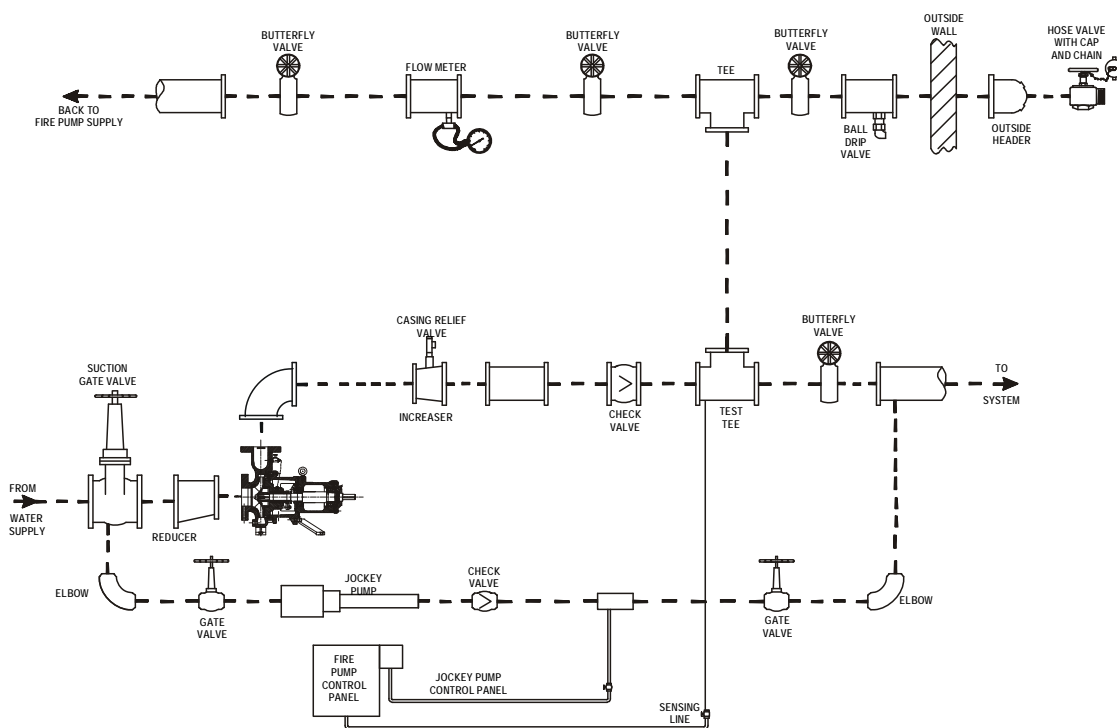 BUTTERFLY
VALVE
FLOW METER
BUTTERFLY
VALVE
TEE
BUTTERFLY
VALVE
OUTSIDE
WALL
HOSE VALVE
WITH CAP
AND CHAIN
BACK TO
FIRE PUMP SUPPLY
BALL
DRIP
VALVE
OUTSIDE
HEADER
SUCTION
GATE VALVE
CASING RELIEF
VALVE
INCREASER
CHECK
VALVE
TEST
TEE
BUTTERFLY
VALVE
TO
SYSTEM
FROM
WATER
SUPPLY
REDUCER
ELBOW
GATE
VALVE
JOCKEY
PUMP
CHECK
VALVE
GATE
VALVE
ELBOW
FIRE
PUMP
CONTROL
PANEL
JOCKEY PUMP
CONTROL PANEL
SENSING
LINE